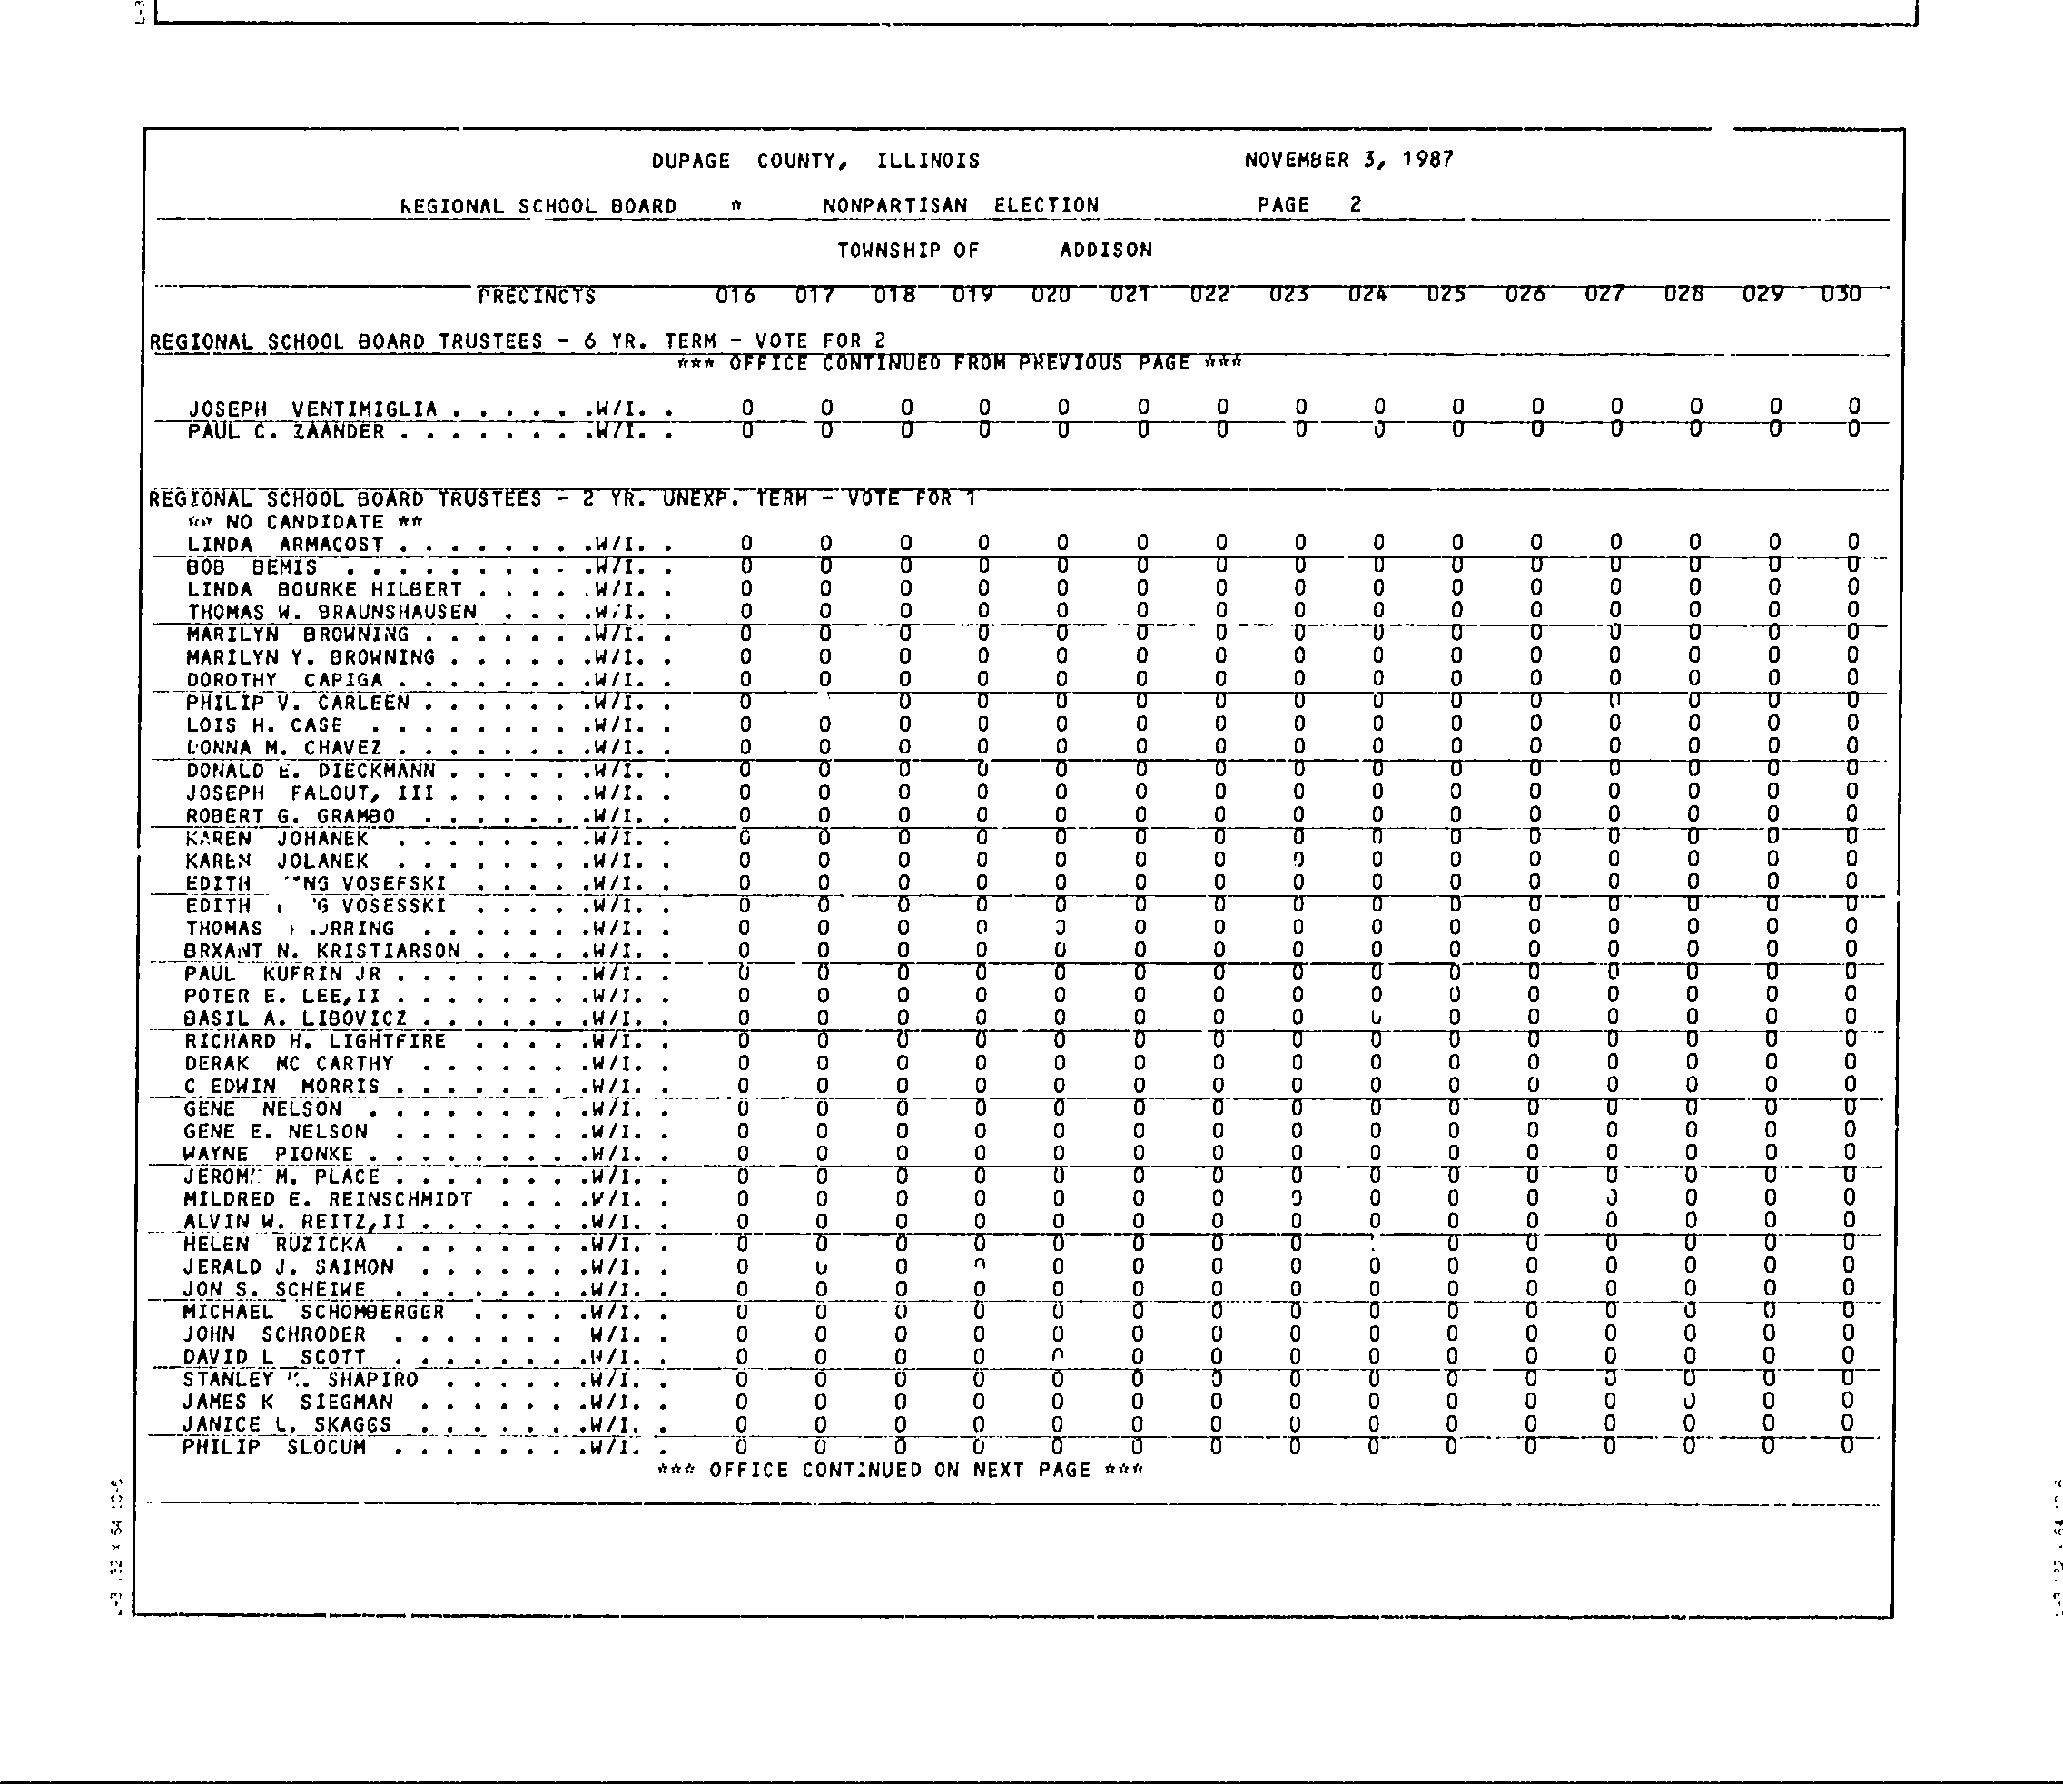 DUPAGE COUNTY, ILLINOIS NOVEMBER 3, 1987
REGIONAL SCHOOL BOARD * NONPARTISAN ELECTION PAGE 2
TOWNSHIP OF ADDISON
PRECINCTS 016 017 018 019 020 021 022 023 024 025 026 027 028 029 030
REGIONAL SCHOOL BOARD TRUSTEES - 6 YR. TERM - VOTE FOR 2
*** OFFICE CONTINUED FROM PREVIOUS PAGE ***
JOSEPH VENTIMIGLIA . . . . . .W/I. . 0 0 0 0 0 0 0 0 0 0 0 0 0 0 0
PAUL C. ZAANDER . . . . . . . .W/I. . 0 0 0 0 0 0 0 0 0 0 0 0 0 0 0
REGIONAL SCHOOL BOARD TRUSTEES - 2 YR. UNEXP. TERM - VOTE FOR 1
** NO CANDIDATE **
LINDA ARMACOST . . . . . . . .W/I. . 0 0 0 0 0 0 0 0 0 0 0 0 0 0 0
BOB BEMIS . . . . . . . . . .W/I. . 0 0 0 0 0 0 0 0 0 0 0 0 0 0 0
LINDA BOURKE HILBERT . . . . .W/I. . 0 0 0 0 0 0 0 0 0 0 0 0 0 0 0
THOMAS W. BRAUNSHAUSEN . . . .W/I. . 0 0 0 0 0 0 0 0 0 0 0 0 0 0 0
MARILYN BROWNING . . . . . . .W/I. . 0 0 0 0 0 0 0 0 0 0 0 0 0 0 0
MARILYN Y. BROWNING . . . . . .W/I. . 0 0 0 0 0 0 0 0 0 0 0 0 0 0 0
DOROTHY CAPIGA . . . . . . . .W/I. . 0 0 0 0 0 0 0 0 0 0 0 0 0 0 0
PHILIP V. CARLEEN . . . . . . .W/I. . 0 0 0 0 0 0 0 0 0 0 0 0 0 0
LOIS H. CASE . . . . . . . . .W/I. . 0 0 0 0 0 0 0 0 0 0 0 0 0 0 0
DONNA M. CHAVEZ . . . . . . . .W/I. . 0 0 0 0 0 0 0 0 0 0 0 0 0 0 0
DONALD E. DIECKMANN . . . . . .W/I. . 0 0 0 0 0 0 0 0 0 0 0 0 0 0 0
JOSEPH FALOUT, III . . . . . .W/I. . 0 0 0 0 0 0 0 0 0 0 0 0 0 0 0
ROBERT G. GRAMBO . . . . . . .W/I. . 0 0 0 0 0 0 0 0 0 0 0 0 0 0 0
KAREN JOHANEK . . . . . . . .W/I. . 0 0 0 0 0 0 0 0 0 0 0 0 0 0 0
KAREN JOLANEK . . . . . . . .W/I. . 0 0 0 0 0 0 0 0 0 0 0 0 0 0 0
EDITH VOSEFSKI . . . . .W/I. . 0 0 0 0 0 0 0 0 0 0 0 0 0 0 0
EDITH VOSESSKI . . . . .W/I. . 0 0 0 0 0 0 0 0 0 0 0 0 0 0 0
THOMAS . . . . . . .W/I. . 0 0 0 0 0 0 0 0 0 0 0 0 0 0 0
BRXANT N. KRISTIARSON . . . . .W/I. . 0 0 0 0 0 0 0 0 0 0 0 0 0 0 0
PAUL KUFRIN JR . . . . . . . .W/I. . 0 0 0 0 0 0 0 0 0 0 0 0 0 0 0
POTER E. LEE,II . . . . . . . .W/I. . 0 0 0 0 0 0 0 0 0 0 0 0 0 0 0
BASIL A. LIBOVICZ . . . . . . .W/I. . 0 0 0 0 0 0 0 0 0 0 0 0 0 0 0
RICHARD H. LIGHTFIRE . . . . .W/I. . 0 0 0 0 0 0 0 0 0 0 0 0 0 0 0
DERAK MC CARTHY . . . . . . .W/I. . 0 0 0 0 0 0 0 0 0 0 0 0 0 0 0
C EDWIN MORRIS . . . . . . . .W/I. . 0 0 0 0 0 0 0 0 0 0 0 0 0 0 0
GENE NELSON . . . . . . . . .W/I. . 0 0 0 0 0 0 0 0 0 0 0 0 0 0 0
GENE E. NELSON . . . . . . . .W/I. . 0 0 0 0 0 0 0 0 0 0 0 0 0 0 0
WAYNE PIONKE . . . . . . . . .W/I. . 0 0 0 0 0 0 0 0 0 0 0 0 0 0 0
JEROME M. PLACE . . . . . . . .W/I. . 0 0 0 0 0 0 0 0 0 0 0 0 0 0 0
MILDRED E. REINSCHMIDT . . . .W/I. . 0 0 0 0 0 0 0 0 0 0 0 0 0 0 0
ALVIN W. REITZ,II . . . . . . .W/I. . 0 0 0 0 0 0 0 0 0 0 0 0 0 0 0
HELEN RUZICKA . . . . . . . .W/I. . 0 0 0 0 0 0 0 0 0 0 0 0 0 0
JERALD J. SAIMON . . . . . . .W/I. . 0 0 0 0 0 0 0 0 0 0 0 0 0 0 0
JON S. SCHEIWE . . . . . . . .W/I. . 0 0 0 0 0 0 0 0 0 0 0 0 0 0 0
MICHAEL SCHOMBERGER . . . . .W/I. . 0 0 0 0 0 0 0 0 0 0 0 0 0 0 0
JOHN SCHRODER . . . . . . . W/I. . 0 0 0 0 0 0 0 0 0 0 0 0 0 0 0
DAVID L SCOTT . . . . . . . .W/I. . 0 0 0 0 0 0 0 0 0 0 0 0 0 0 0
STANLEY SHAPIRO . . . . . .W/I. . 0 0 0 0 0 0 0 0 0 0 0 0 0 0 0
JAMES K SIEGMAN . . . . . . .W/I. . 0 0 0 0 0 0 0 0 0 0 0 0 0 0 0
JANICE L. SKAGGS . . . . . . .W/I. . 0 0 0 0 0 0 0 0 0 0 0 0 0 0 0
PHILIP SLOCUM . . . . . . . .W/I. . 0 0 0 0 0 0 0 0 0 0 0 0 0 0 0
*** OFFICE CONTINUED ON NEXT PAGE ***